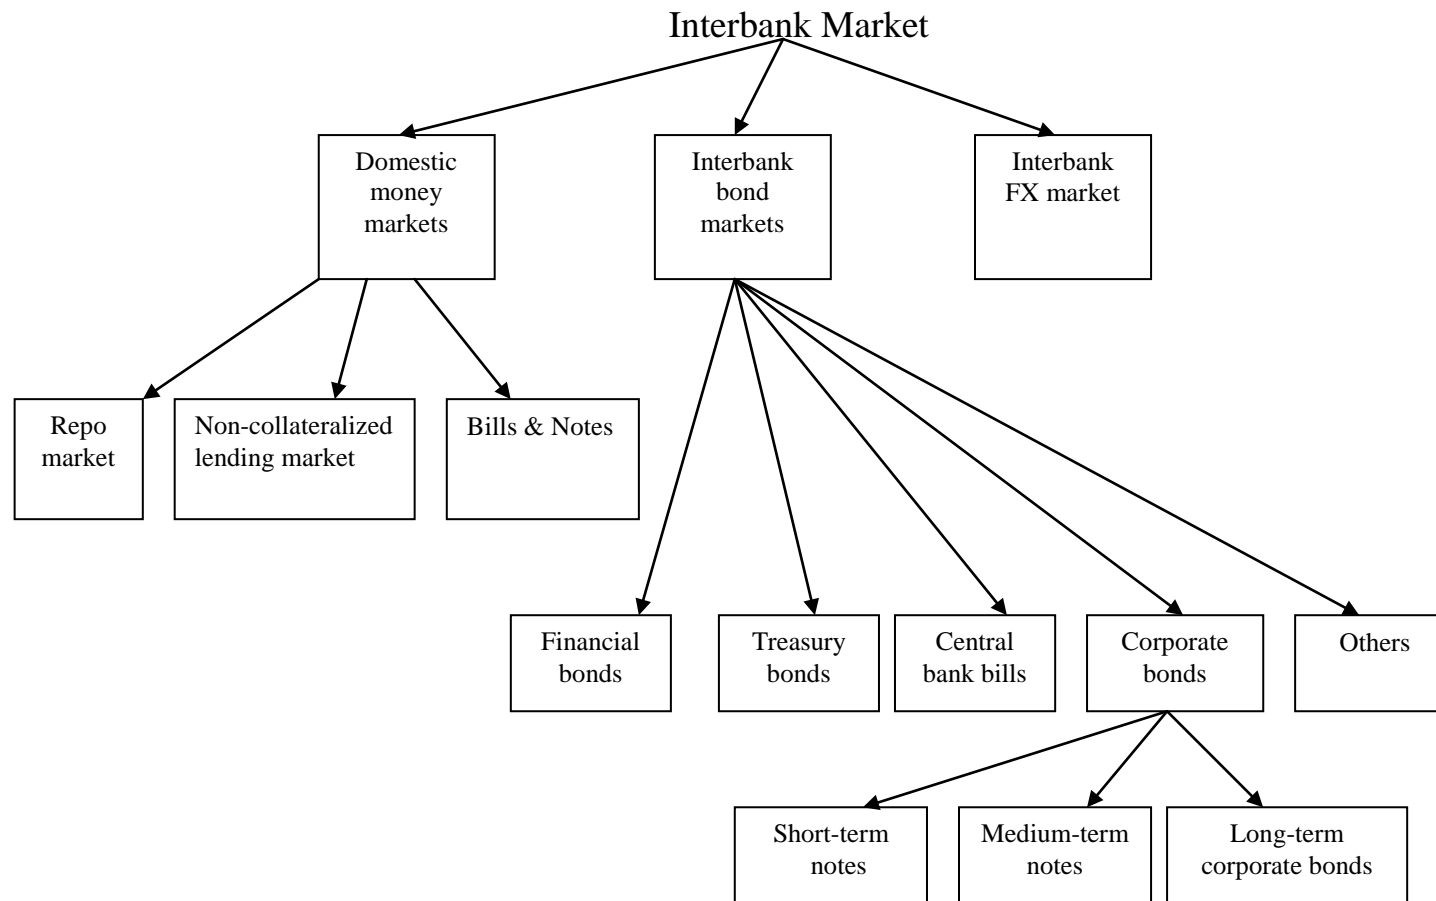 Interbank Market
Domestic
money
markets
Interbank
bond
markets
Interbank
FX market
Repo
market
Non-collateralized
lending market
Bills & Notes
Financial
bonds
Treasury
bonds
Central
bank bills
Corporate
bonds
Others
Short-term
notes
Medium-term
notes
Long-term
corporate bonds